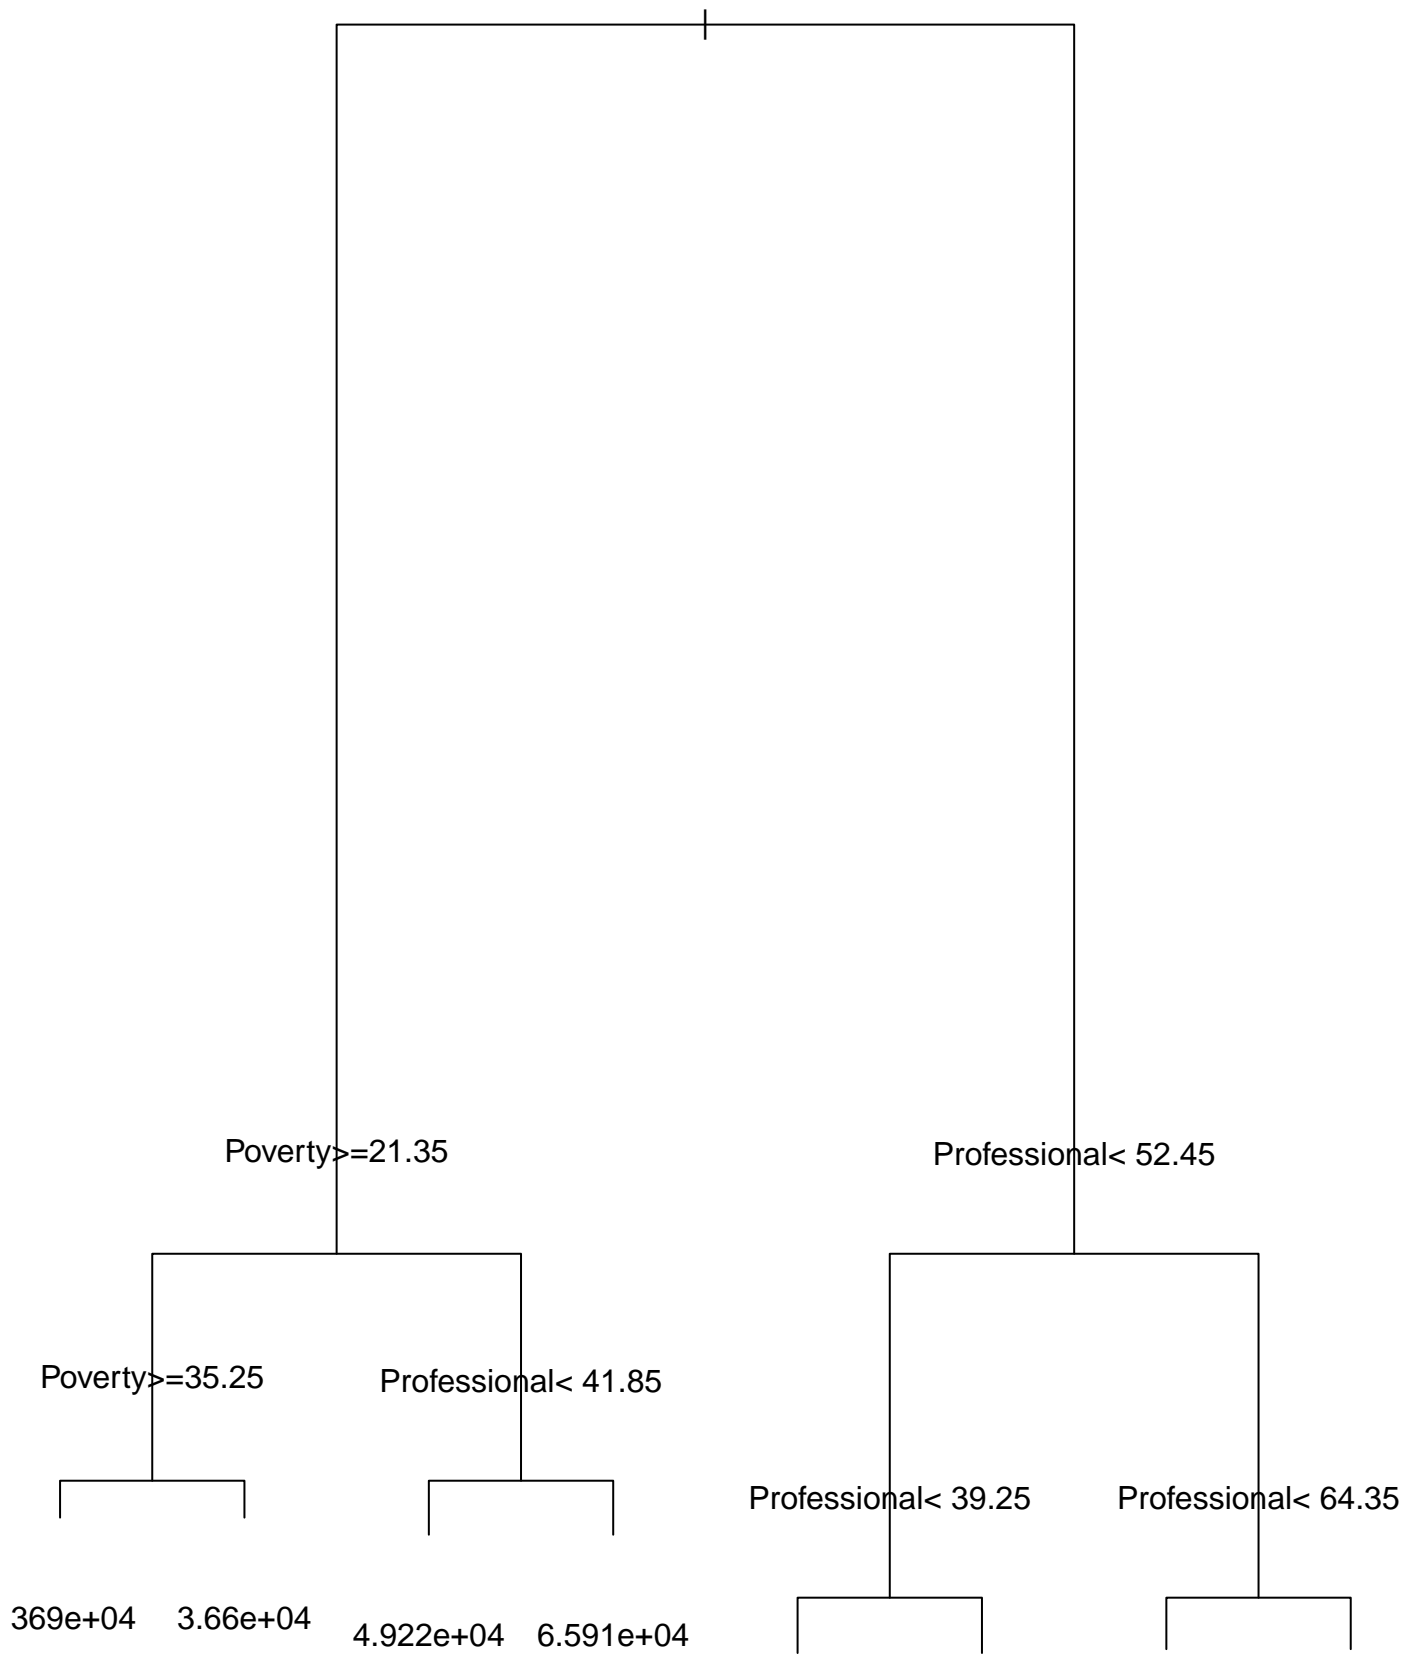 Poverty>=21.35
Professional< 52.45
Poverty>=35.25
Professional< 41.85
Professional< 39.25
Professional< 64.35
369e+04
3.66e+04
4.922e+04
6.591e+04